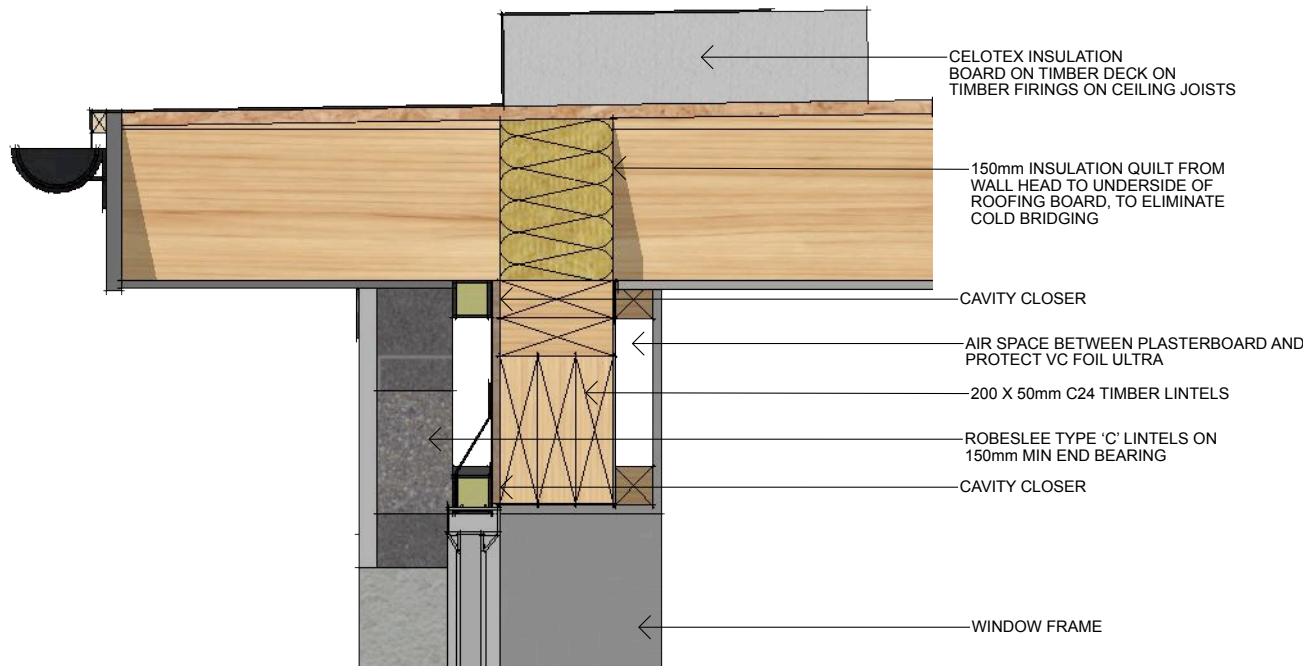 CELOTEX INSULATION
BOARD ON TIMBER DECK ON
TIMBER FIRINGS ON CEILING JOISTS
150mm INSULATION QUILT FROM
WALL HEAD TO UNDERSIDE OF
ROOFING BOARD, TO ELIMINATE
COLD BRIDGING
CAVITY CLOSER
AIR SPACE BETWEEN PLASTERBOARD AND
PROTECT VC FOIL ULTRA
200 X 50mm C24 TIMBER LINTELS
ROBESLEE TYPE ‘C’ LINTELS ON
150mm MIN END BEARING
CAVITY CLOSER
WINDOW FRAME